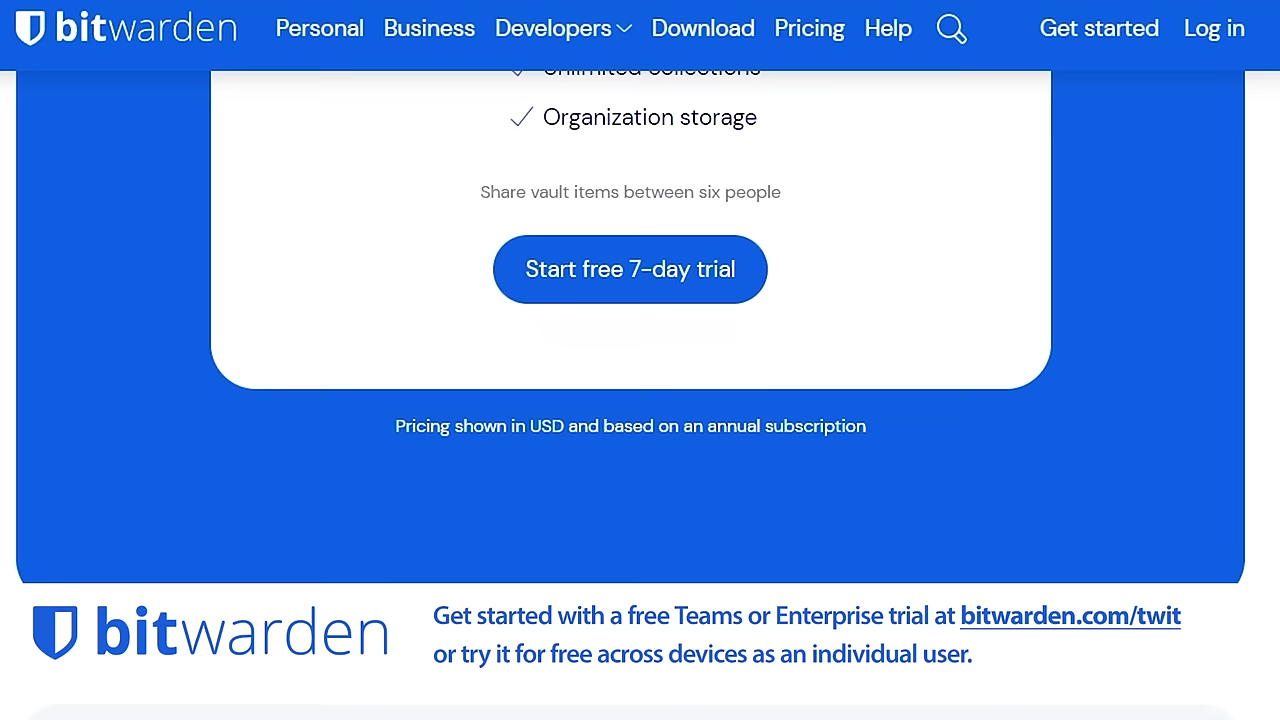 bitwarden Personal Business Developers Download Pricing Help Get started Log in
Unlimited collections
Organization storage
Share vault items between six people
Start free 7-day trial
Pricing shown in USD and based on an annual subscription
bitwarden
Get started with a free Teams or Enterprise trial at bitwarden.com/twit
or try it for free across devices as an individual user.